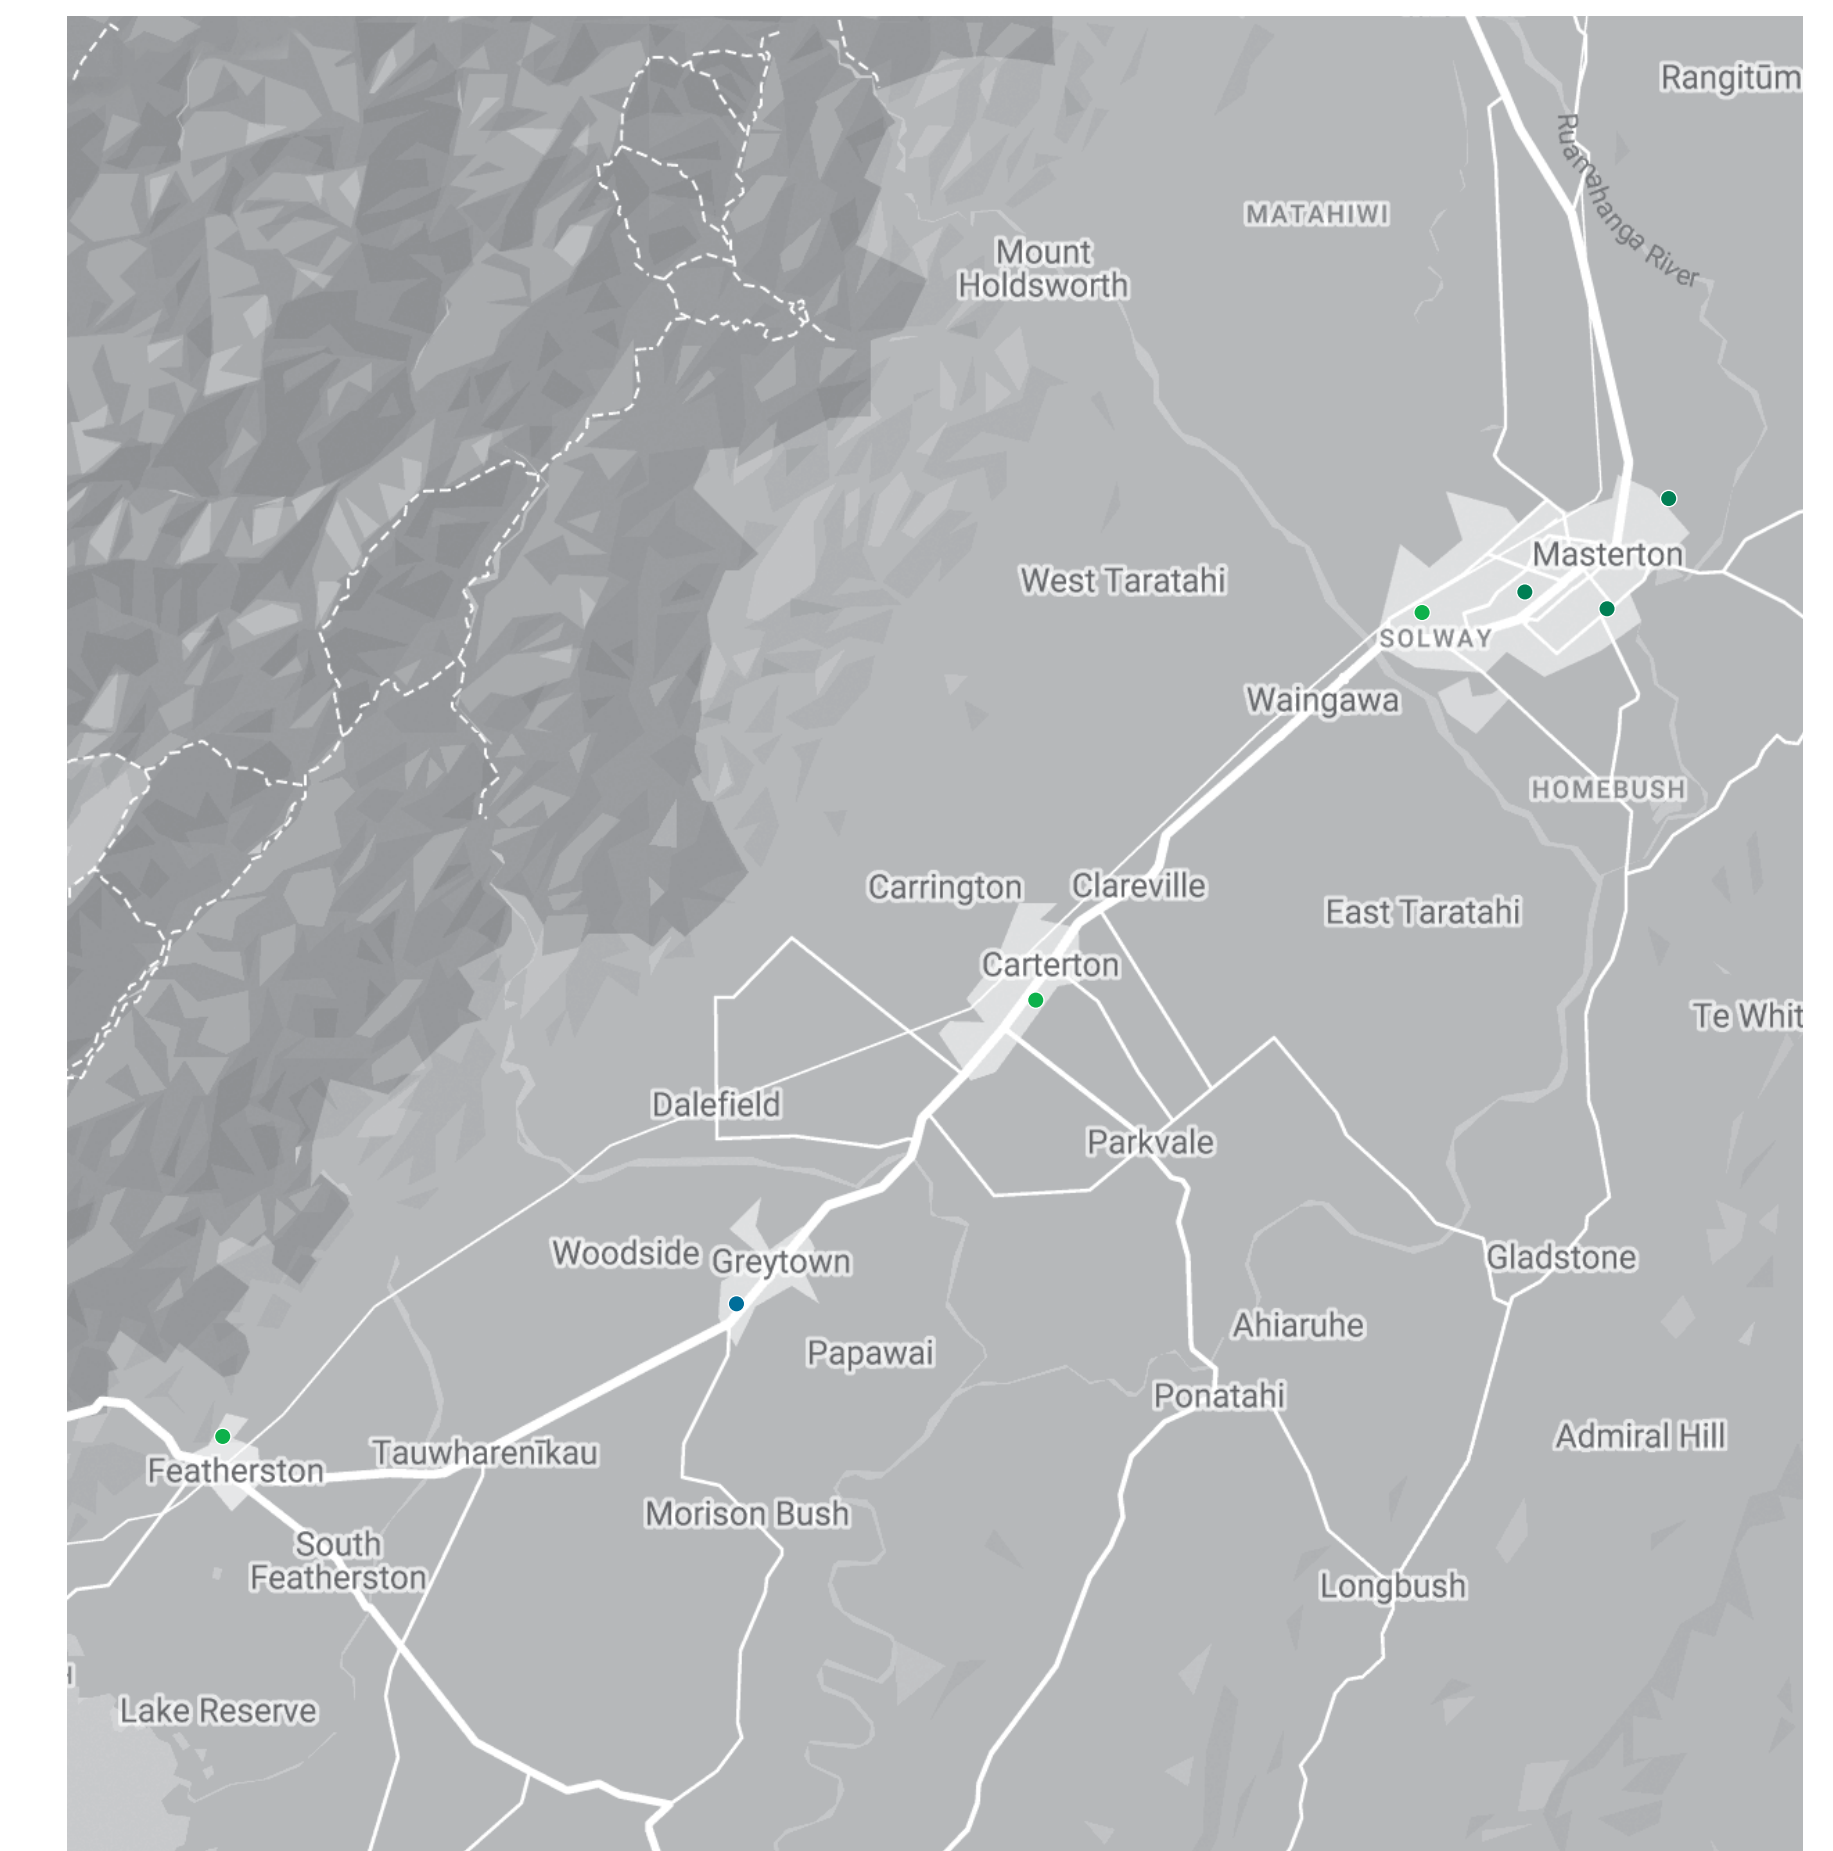 Rangitūm
Ruamahanga River
MATAHIWI
Mount
Holdsworth
Masterton
West Taratahi
SOLWAY
Waingawa
HOMEBUSH
Carrington
Clareville
East Taratahi
Carterton
Te Whit
Dalefield
Parkvale
Woodside
Greytown
Gladstone
Ahiaruhe
Papawai
Ponatahi
Admiral Hill
Tauwharenīkau
Featherston
Morison Bush
South
Featherston
Longbush
H
Lake Reserve